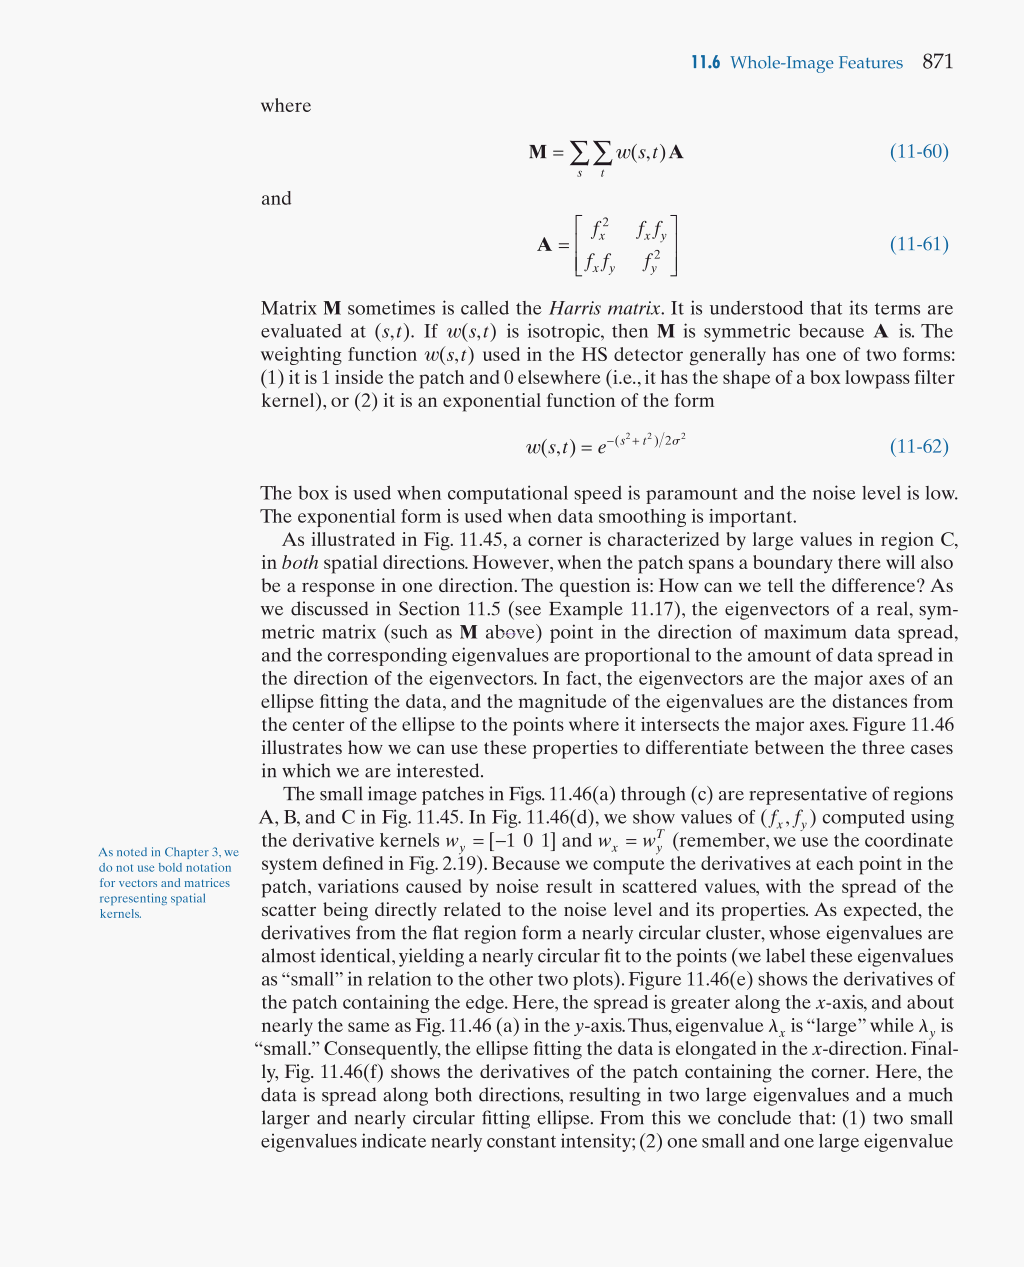 11.6 Whole-Image Features 871
where
M = ∑ₛ ∑ₜ w(s,t) A (11-60)
and
A = [ f_x^2 f_x f_y ; f_x f_y f_y^2 ] (11-61)
Matrix M sometimes is called the Harris matrix. It is understood that its terms are
evaluated at (s,t). If w(s,t) is isotropic, then M is symmetric because A is. The
weighting function w(s,t) used in the HS detector generally has one of two forms:
(1) it is 1 inside the patch and 0 elsewhere (i.e., it has the shape of a box lowpass filter
kernel), or (2) it is an exponential function of the form
w(s,t) = e^{−(s^2 + t^2)/2σ^2} (11-62)
The box is used when computational speed is paramount and the noise level is low.
The exponential form is used when data smoothing is important.
As illustrated in Fig. 11.45, a corner is characterized by large values in region C,
in both spatial directions. However, when the patch spans a boundary there will also
be a response in one direction. The question is: How can we tell the difference? As
we discussed in Section 11.5 (see Example 11.17), the eigenvectors of a real, sym-
metric matrix (such as M above) point in the direction of maximum data spread,
and the corresponding eigenvalues are proportional to the amount of data spread in
the direction of the eigenvectors. In fact, the eigenvectors are the major axes of an
ellipse fitting the data, and the magnitude of the eigenvalues are the distances from
the center of the ellipse to the points where it intersects the major axes. Figure 11.46
illustrates how we can use these properties to differentiate between the three cases
in which we are interested.
The small image patches in Figs. 11.46(a) through (c) are representative of regions
A, B, and C in Fig. 11.45. In Fig. 11.46(d), we show values of (f_x, f_y) computed using
the derivative kernels w_y = [−1 0 1] and w_x = w_y^T (remember, we use the coordinate
system defined in Fig. 2.19). Because we compute the derivatives at each point in the
patch, variations caused by noise result in scattered values, with the spread of the
scatter being directly related to the noise level and its properties. As expected, the
derivatives from the flat region form a nearly circular cluster, whose eigenvalues are
almost identical, yielding a nearly circular fit to the points (we label these eigenvalues
as “small” in relation to the other two plots). Figure 11.46(e) shows the derivatives of
the patch containing the edge. Here, the spread is greater along the x-axis, and about
nearly the same as Fig. 11.46 (a) in the y-axis. Thus, eigenvalue λ_x is “large” while λ_y is
“small.” Consequently, the ellipse fitting the data is elongated in the x-direction. Final-
ly, Fig. 11.46(f) shows the derivatives of the patch containing the corner. Here, the
data is spread along both directions, resulting in two large eigenvalues and a much
larger and nearly circular fitting ellipse. From this we conclude that: (1) two small
eigenvalues indicate nearly constant intensity; (2) one small and one large eigenvalue
As noted in Chapter 3, we
do not use bold notation
for vectors and matrices
representing spatial
kernels.